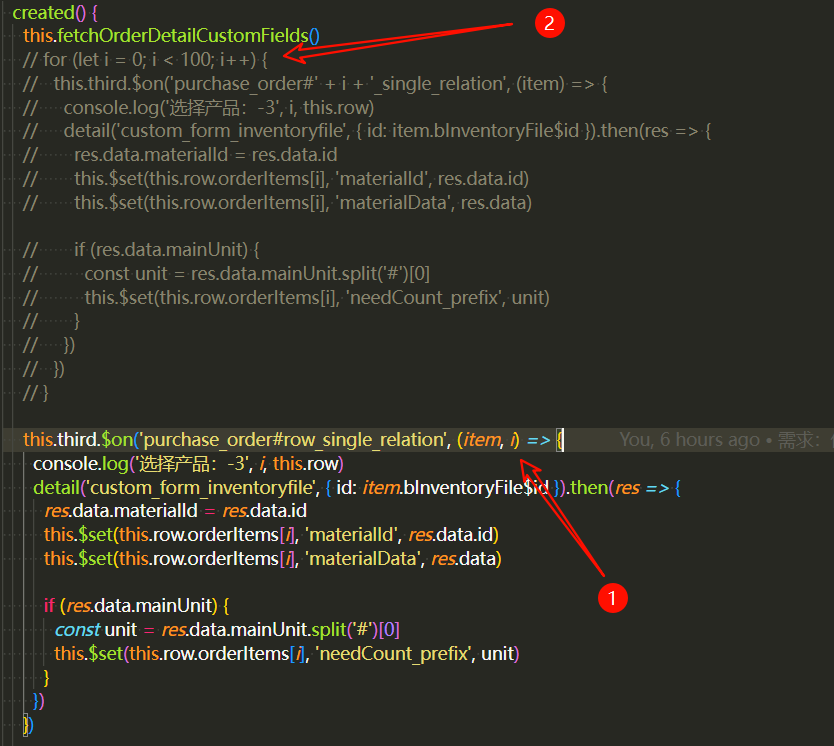 created() {
this.fetchOrderDetailCustomFields()
2
// for (let i = 0; i < 100; i++) {
//   this.third.$on('purchase_order#' + i + '_single_relation', (item) => {
//     console.log('选择产品：-3', i, this.row)
//     detail('custom_form_inventoryfile', { id: item.bInventoryFile$id }).then(res => {
//       res.data.materialId = res.data.id
//       this.$set(this.row.orderItems[i], 'materialId', res.data.id)
//       this.$set(this.row.orderItems[i], 'materialData', res.data)
//       if (res.data.mainUnit) {
//         const unit = res.data.mainUnit.split('#')[0]
//         this.$set(this.row.orderItems[i], 'needCount_prefix', unit)
//       }
//     })
//   })
// }
this.third.$on('purchase_order#row_single_relation', (item, i) => {    You, 6 hours ago • 需求：
console.log('选择产品：-3', i, this.row)
detail('custom_form_inventoryfile', { id: item.bInventoryFile$id }).then(res => {
res.data.materialId = res.data.id
this.$set(this.row.orderItems[i], 'materialId', res.data.id)
this.$set(this.row.orderItems[i], 'materialData', res.data)
1
if (res.data.mainUnit) {
const unit = res.data.mainUnit.split('#')[0]
this.$set(this.row.orderItems[i], 'needCount_prefix', unit)
}
})
})